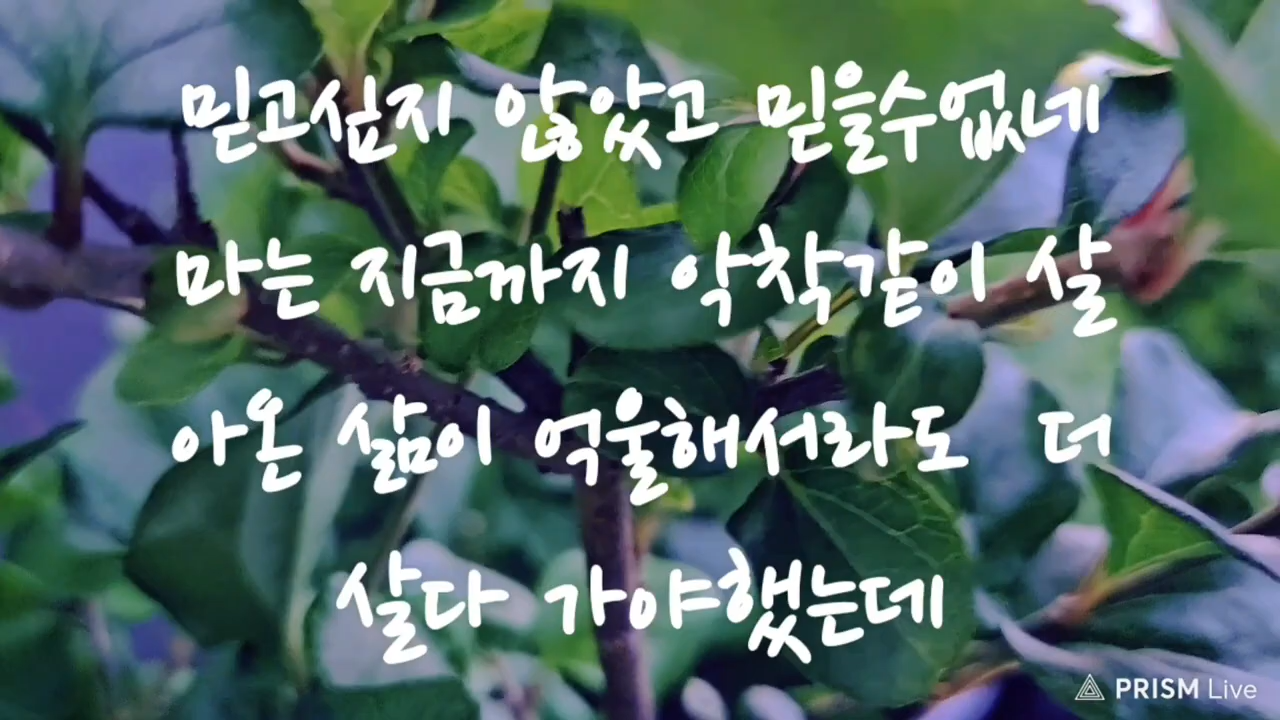 믿고싶지 않았고 믿을수없네
마는 지금까지 악착같이 살
아온 삶이 억울해서라도 더
살다 가야했는데
PRISM Live